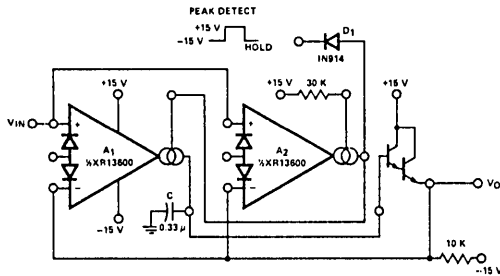 PEAK DETECT
+15 V
-15 V
HOLD
D1
IN914
+15 V
+15 V
30 K
+15 V
VIN
+
A1
½XR13600
−
+
A2
½XR13600
−
C
0.33 μ
-15 V
VO
10 K
-15 V